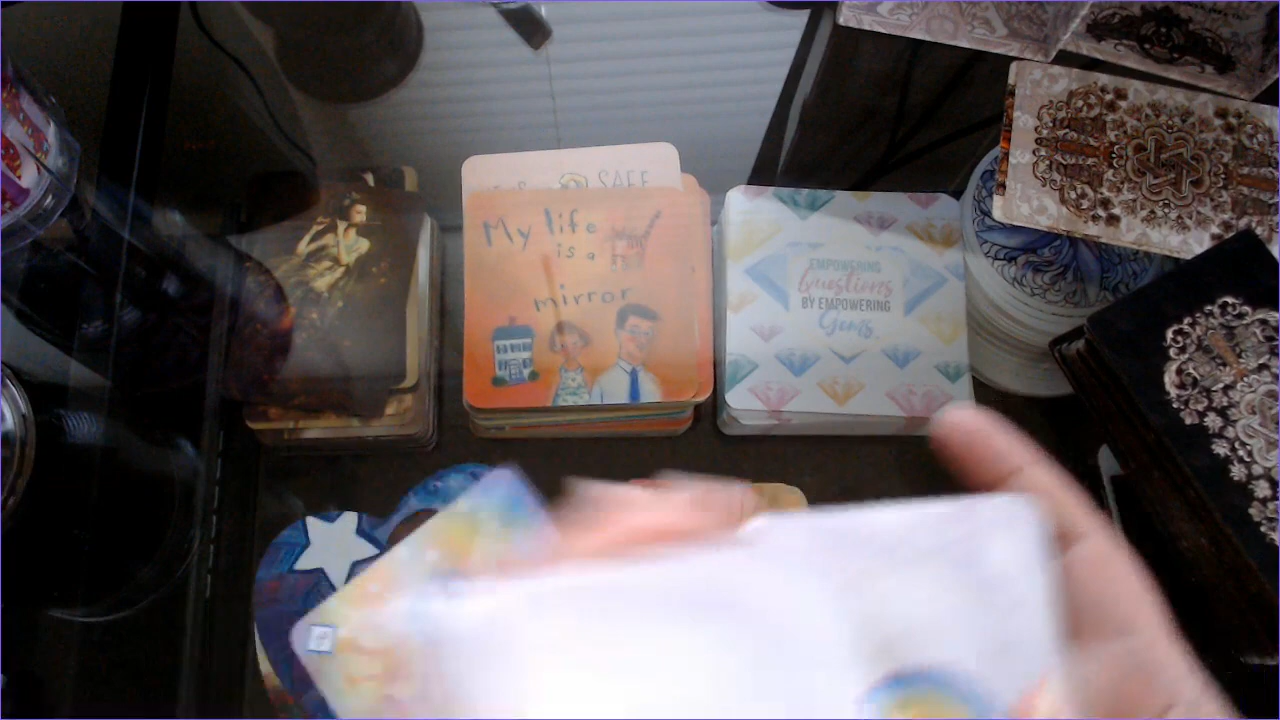 SAFE
My life
is a
mirror
EMPOWERING
Questions
BY EMPOWERING
Gems.